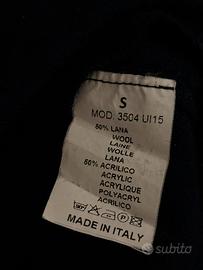 S
MOD. 3504 UI15
50% LANA
WOOL
LAINE
WOLLE
LANA
50% ACRILICO
ACRYLIC
ACRYLIQUE
POLYACRYL
ACRILICO
MADE IN ITALY
subito